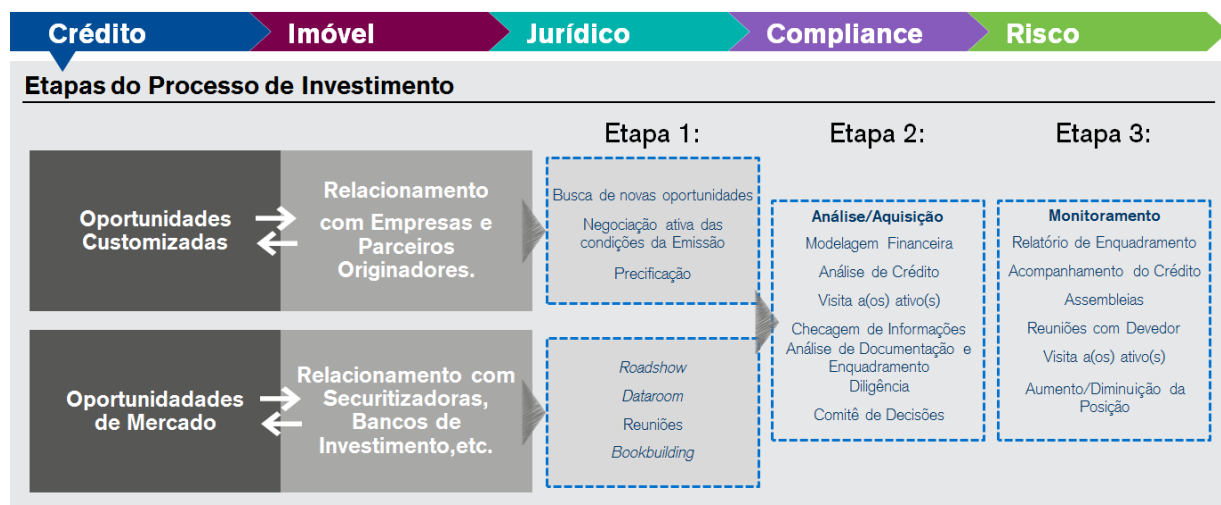 Crédito
Imóvel
Jurídico
Compliance
Risco
Etapas do Processo de Investimento
Etapa 1:
Etapa 2:
Etapa 3:
Oportunidades
Customizadas
Relacionamento
com Empresas e
Parceiros
Originadores.
Busca de novas oportunidades
Negociação ativa das
condições da Emissão
Precificação
Oportunidadades
de Mercado
Relacionamento com
Securitizadoras,
Bancos de
Investimento,etc.
Roadshow
Dataroom
Reuniões
Bookbuilding
Análise/Aquisição
Modelagem Financeira
Análise de Crédito
Visita a(os) ativo(s)
Checagem de Informações
Análise de Documentação e
Enquadramento
Diligência
Comitê de Decisões
Monitoramento
Relatório de Enquadramento
Acompanhamento do Crédito
Assembleias
Reuniões com Devedor
Visita a(os) ativo(s)
Aumento/Diminuição da
Posição